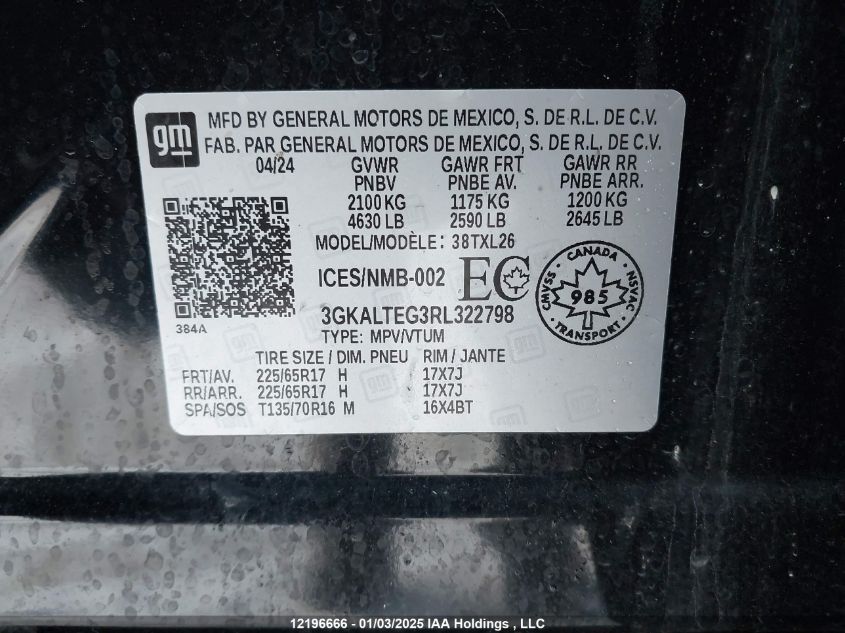 gm
MFD BY GENERAL MOTORS DE MEXICO, S. DE R.L. DE C.V.
FAB. PAR GENERAL MOTORS DE MEXICO, S. DE R.L. DE C.V.
04/24 GVWR GAWR FRT GAWR RR
PNBV PNBE AV. PNBE ARR.
2100 KG 1175 KG 1200 KG
4630 LB 2590 LB 2645 LB
MODEL/MODÈLE: 38TXL26
ICES/NMB-002 EC
CANADA
CMVSS 985 NSVAC
TRANSPORT
3GKALTEG3RL322798
384A
TYPE: MPV/VTUM
TIRE SIZE / DIM. PNEU RIM / JANTE
FRT/AV. 225/65R17 H 17X7J
RR/ARR. 225/65R17 H 17X7J
SPA/SOS T135/70R16 M 16X4BT
12196666 - 01/03/2025 IAA Holdings , LLC